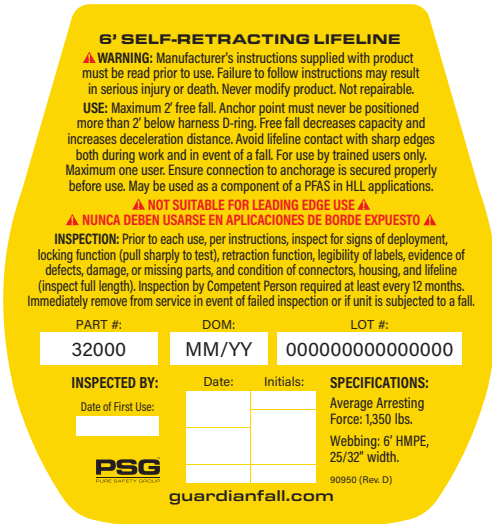 6' SELF-RETRACTING LIFELINE
⚠ WARNING: Manufacturer's instructions supplied with product
must be read prior to use. Failure to follow instructions may result
in serious injury or death. Never modify product. Not repairable.
USE: Maximum 2' free fall. Anchor point must never be positioned
more than 2' below harness D-ring. Free fall decreases capacity and
increases deceleration distance. Avoid lifeline contact with sharp edges
both during work and in event of a fall. For use by trained users only.
Maximum one user. Ensure connection to anchorage is secured properly
before use. May be used as a component of a PFAS in HLL applications.
⚠ NOT SUITABLE FOR LEADING EDGE USE ⚠
⚠ NUNCA DEBEN USARSE EN APLICACIONES DE BORDE EXPUESTO ⚠
INSPECTION: Prior to each use, per instructions, inspect for signs of deployment,
locking function (pull sharply to test), retraction function, legibility of labels, evidence of
defects, damage, or missing parts, and condition of connectors, housing, and lifeline
(inspect full length). Inspection by Competent Person required at least every 12 months.
Immediately remove from service in event of failed inspection or if unit is subjected to a fall.
PART #: DOM: LOT #:
32000 MM/YY 000000000000000
INSPECTED BY:
Date of First Use:
Date: Initials:
SPECIFICATIONS:
Average Arresting
Force: 1,350 lbs.
Webbing: 6' HMPE,
25/32" width.
90950 (Rev. D)
PSG™
PURE SAFETY GROUP
guardianfall.com